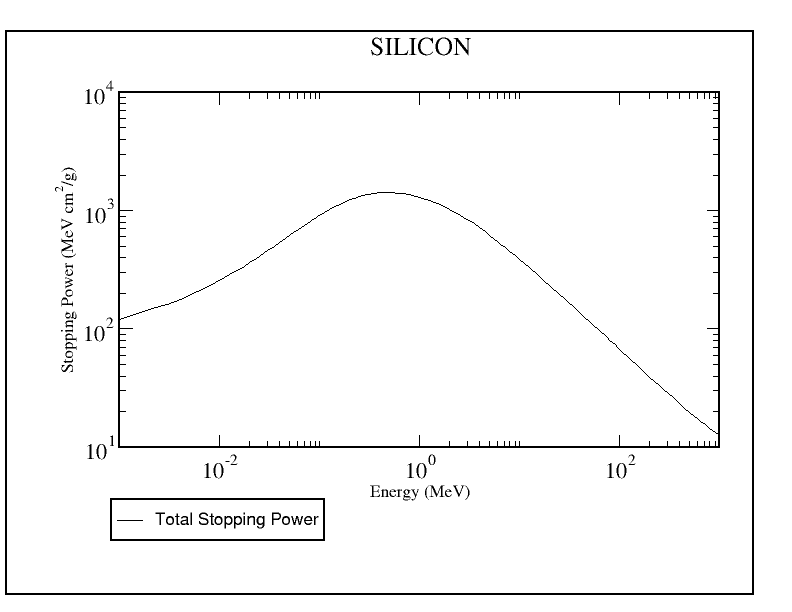 SILICON
10^4
10^3
10^2
10^1
Stopping Power (MeV cm^2/g)
10^-2
10^0
10^2
Energy (MeV)
Total Stopping Power